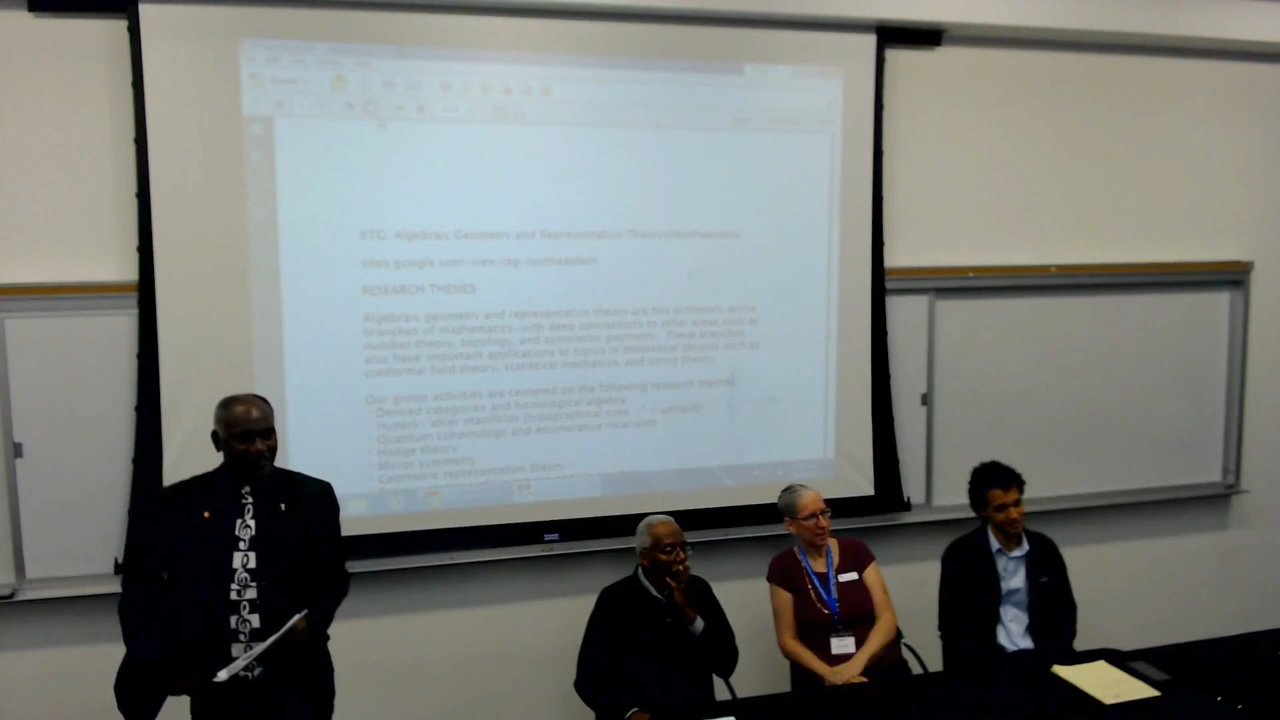 RTG: Algebraic Geometry and Representation Theory @Northeastern
sites.google.com/view/rtg-northeastern
RESEARCH THEMES
Algebraic geometry and representation theory are two extremely active
branches of mathematics, with deep connections to other areas such as
number theory, topology, and symplectic geometry. These branches
also have important applications to topics in theoretical physics such as
conformal field theory, statistical mechanics, and string theory.
Our group activities are centered on the following research themes:
Derived categories and homological algebra
manifolds (typographical note
Quantum cohomology and enumerative invariants
Hodge theory
Mirror symmetry
Geometric representation theory